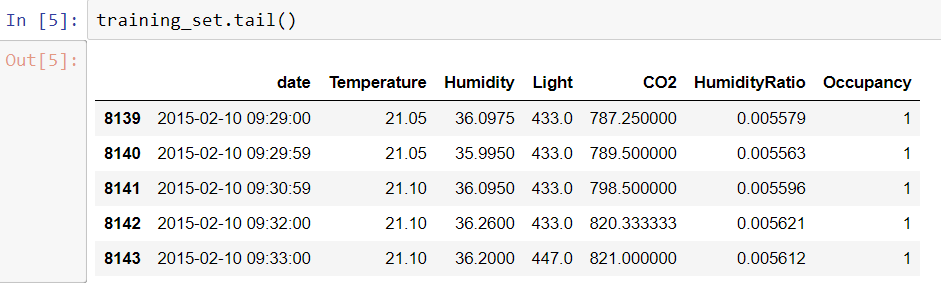 In [5]: training_set.tail()
Out[5]:
date Temperature Humidity Light CO2 HumidityRatio Occupancy
8139 2015-02-10 09:29:00 21.05 36.0975 433.0 787.250000 0.005579 1
8140 2015-02-10 09:29:59 21.05 35.9950 433.0 789.500000 0.005563 1
8141 2015-02-10 09:30:59 21.10 36.0950 433.0 798.500000 0.005596 1
8142 2015-02-10 09:32:00 21.10 36.2600 433.0 820.333333 0.005621 1
8143 2015-02-10 09:33:00 21.10 36.2000 447.0 821.000000 0.005612 1